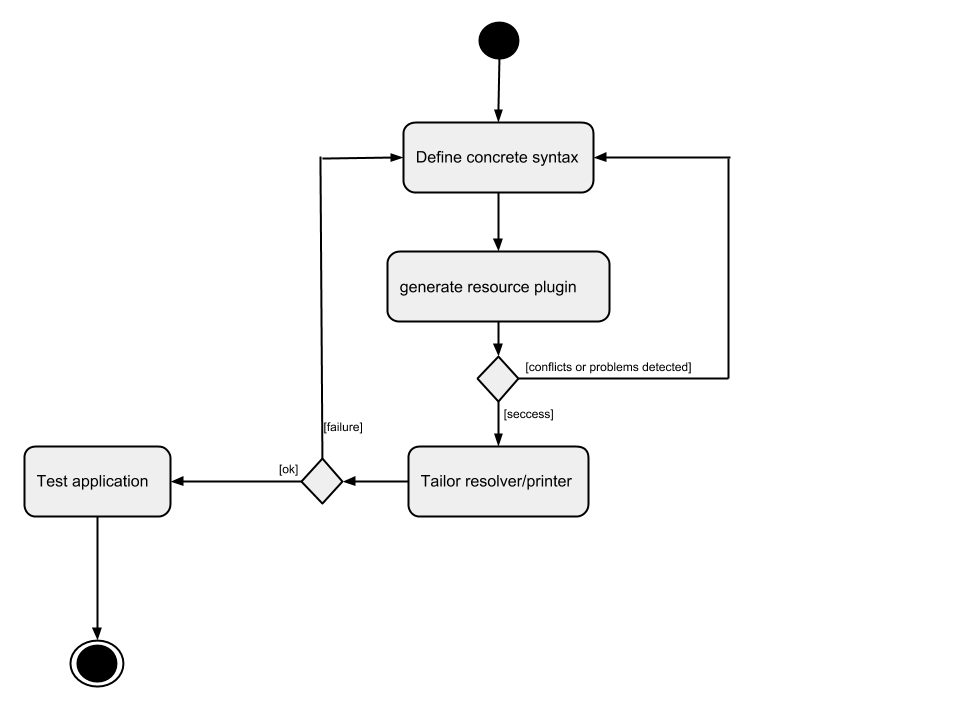 Define concrete syntax
generate resource plugin
[conflicts or problems detected]
[seccess]
[failure]
[ok]
Test application
Tailor resolver/printer